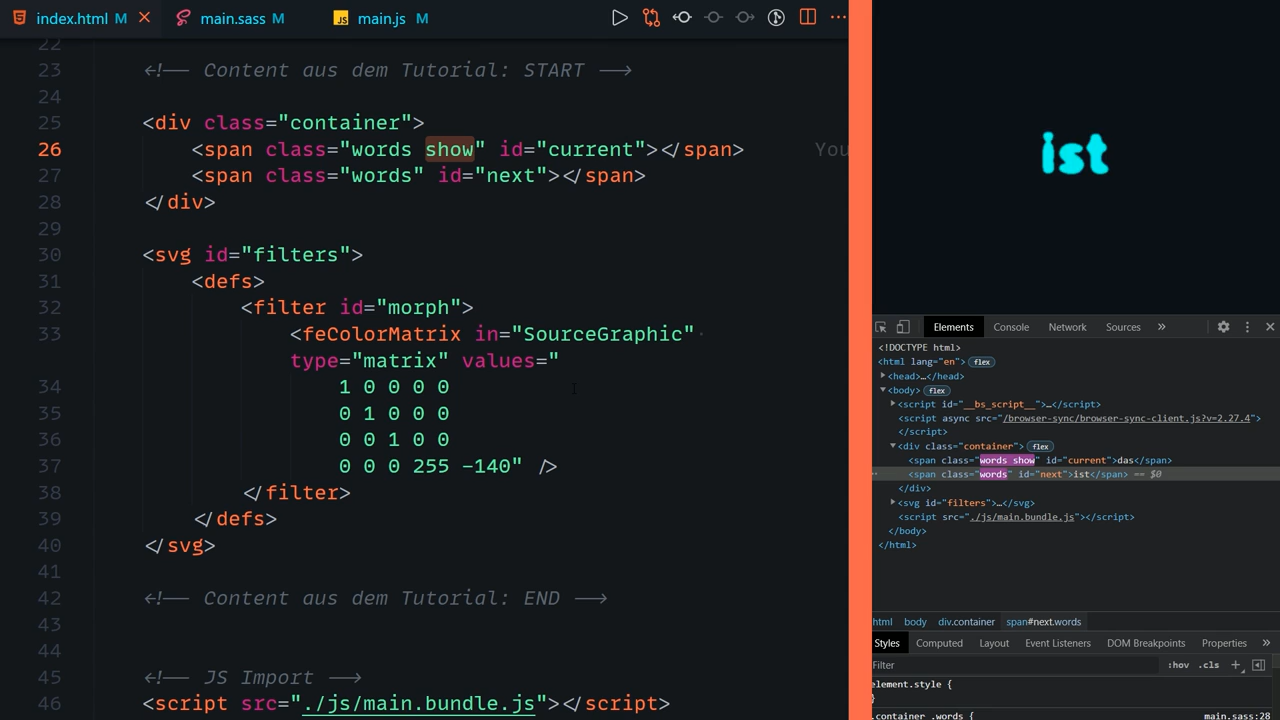 index.html M
main.sass M
main.js M
22
23 <!-- Content aus dem Tutorial: START -->
24
25 <div class="container">
26 <span class="words show" id="current"></span> You
27 <span class="words" id="next"></span>
28 </div>
29
30 <svg id="filters">
31 <defs>
32 <filter id="morph">
33 <feColorMatrix in="SourceGraphic"
type="matrix" values="
34 1 0 0 0 0
35 0 1 0 0 0
36 0 0 1 0 0
37 0 0 0 255 -140" />
38 </filter>
39 </defs>
40 </svg>
41
42 <!-- Content aus dem Tutorial: END -->
43
44
45 <!-- JS Import -->
46 <script src="./js/main.bundle.js"></script>
ist
Elements Console Network Sources »
<!DOCTYPE html>
<html lang="en"> flex
<head>…</head>
<body> flex
<script id="__bs_script__">…</script>
<script async src="/browser-sync/browser-sync-client.js?v=2.27.4">
</script>
<div class="container"> flex
<span class="words show" id="current">das</span>
<span class="words" id="next">ist</span> == $0
</div>
<svg id="filters">…</svg>
<script src="./js/main.bundle.js"></script>
</body>
</html>
html body div.container span#next.words
Styles Computed Layout Event Listeners DOM Breakpoints Properties »
Filter :hov .cls +
element.style {
}
.container .words { main.sass:28